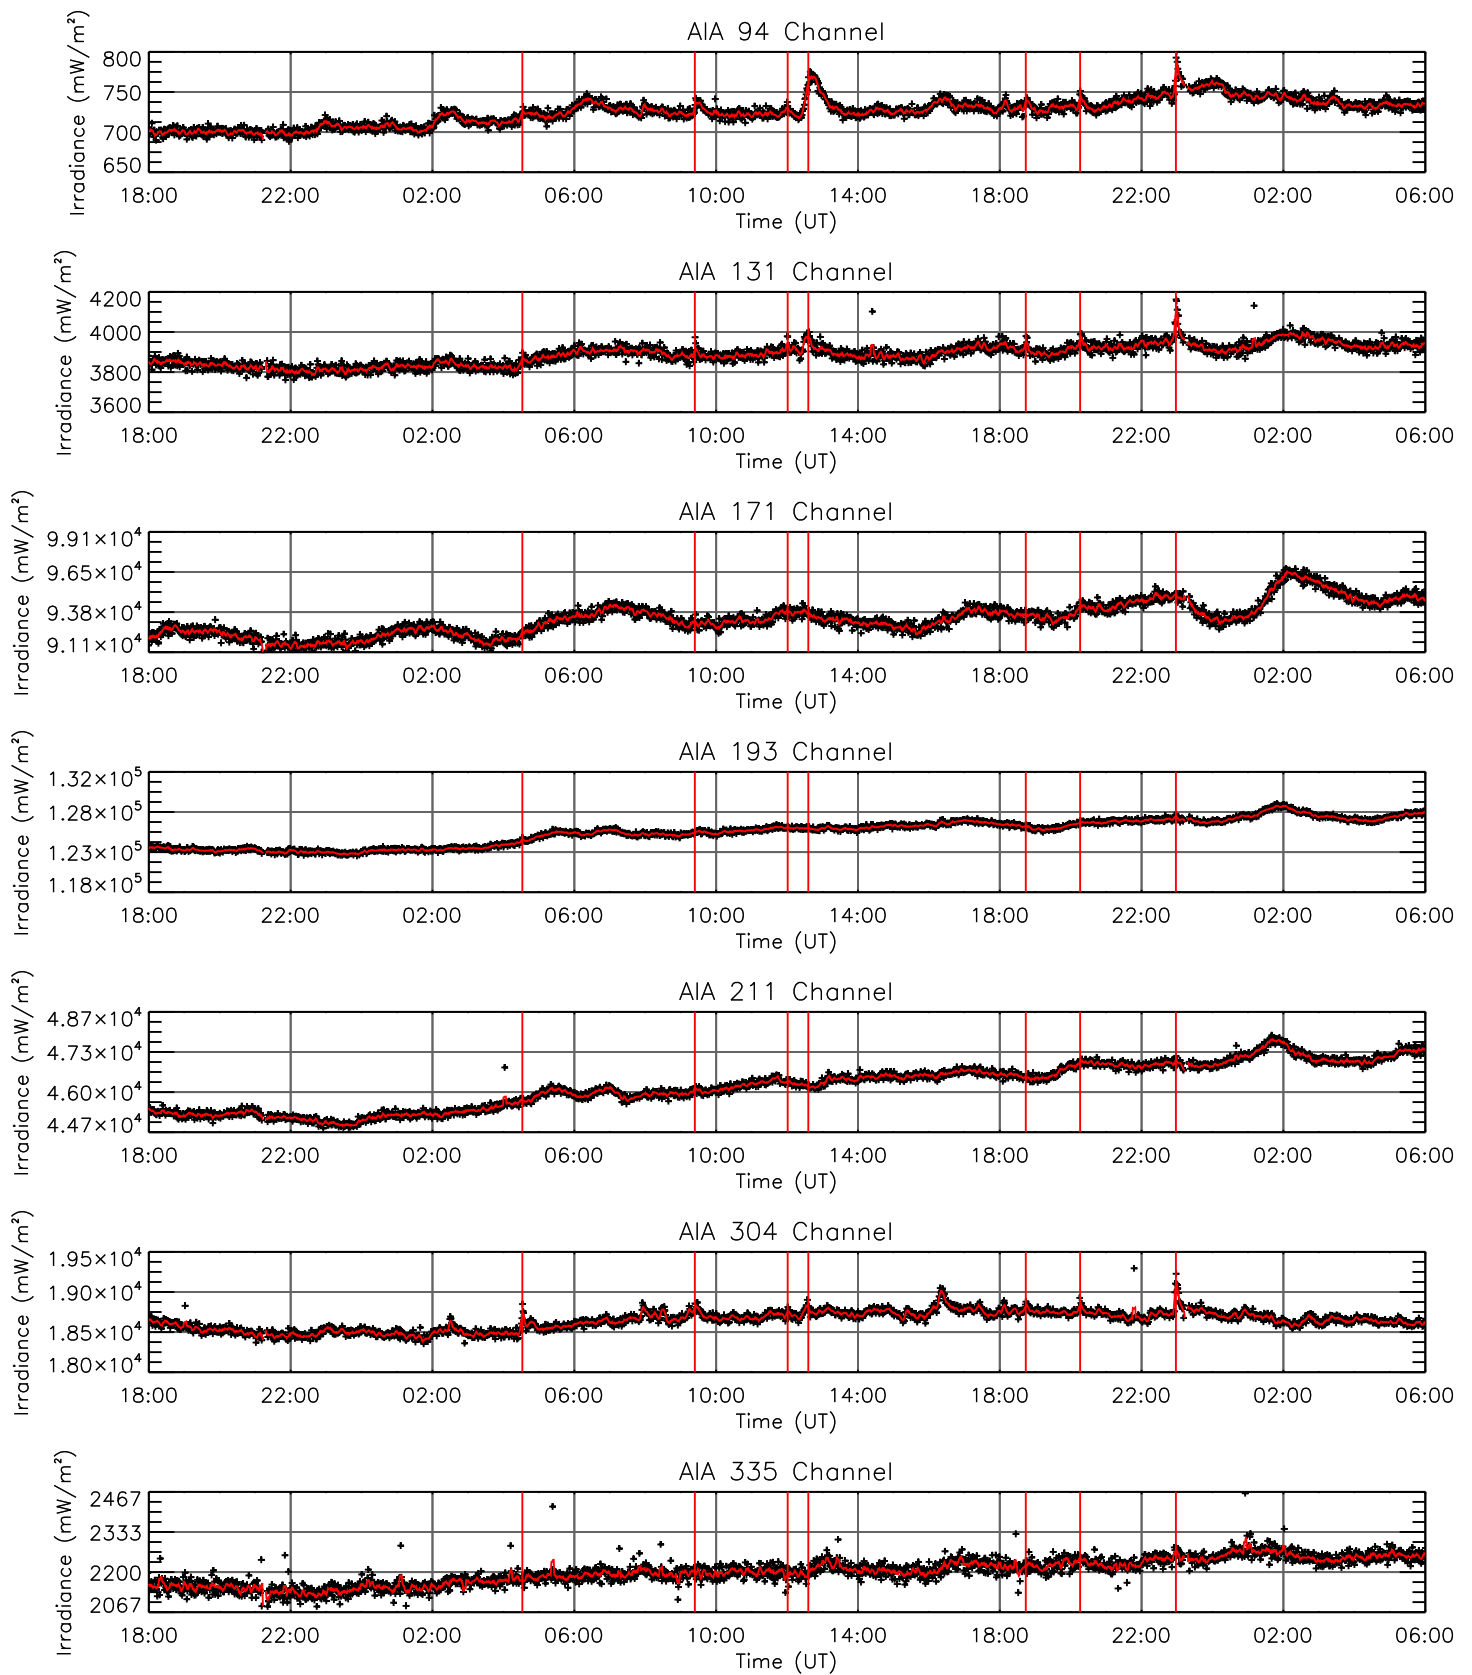 AIA 94 Channel
Irradiance (mW/m²)
800
750
700
650
18:00 22:00 02:00 06:00 10:00 14:00 18:00 22:00 02:00 06:00
Time (UT)
AIA 131 Channel
Irradiance (mW/m²)
4200
4000
3800
3600
18:00 22:00 02:00 06:00 10:00 14:00 18:00 22:00 02:00 06:00
Time (UT)
AIA 171 Channel
Irradiance (mW/m²)
9.91×10⁴
9.65×10⁴
9.38×10⁴
9.11×10⁴
18:00 22:00 02:00 06:00 10:00 14:00 18:00 22:00 02:00 06:00
Time (UT)
AIA 193 Channel
Irradiance (mW/m²)
1.32×10⁵
1.28×10⁵
1.23×10⁵
1.18×10⁵
18:00 22:00 02:00 06:00 10:00 14:00 18:00 22:00 02:00 06:00
Time (UT)
AIA 211 Channel
Irradiance (mW/m²)
4.87×10⁴
4.73×10⁴
4.60×10⁴
4.47×10⁴
18:00 22:00 02:00 06:00 10:00 14:00 18:00 22:00 02:00 06:00
Time (UT)
AIA 304 Channel
Irradiance (mW/m²)
1.95×10⁴
1.90×10⁴
1.85×10⁴
1.80×10⁴
18:00 22:00 02:00 06:00 10:00 14:00 18:00 22:00 02:00 06:00
Time (UT)
AIA 335 Channel
Irradiance (mW/m²)
2467
2333
2200
2067
18:00 22:00 02:00 06:00 10:00 14:00 18:00 22:00 02:00 06:00
Time (UT)